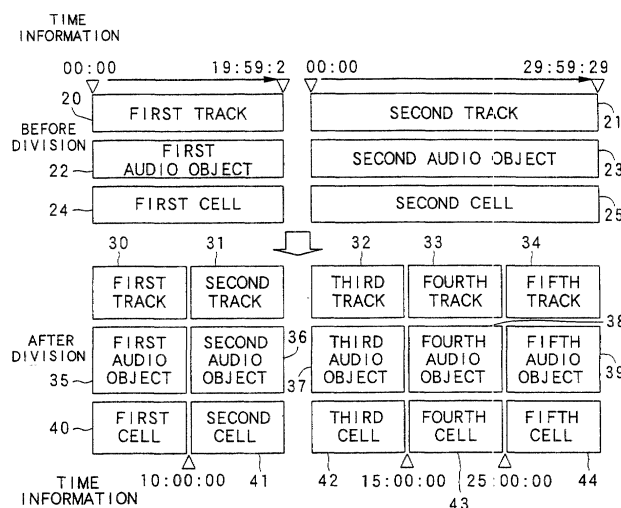 TIME
INFORMATION
00:00 19:59:2 00:00 29:59:29
20 FIRST TRACK SECOND TRACK 21
BEFORE
DIVISION
22 FIRST
AUDIO OBJECT SECOND AUDIO OBJECT 23
24 FIRST CELL SECOND CELL 25
30 31 32 33 34
FIRST
TRACK SECOND
TRACK THIRD
TRACK FOURTH
TRACK FIFTH
TRACK
38
AFTER
DIVISION
35 FIRST
AUDIO
OBJECT SECOND
AUDIO
OBJECT 36
37 THIRD
AUDIO
OBJECT FOURTH
AUDIO
OBJECT FIFTH
AUDIO
OBJECT 39
40 FIRST
CELL SECOND
CELL THIRD
CELL FOURTH
CELL FIFTH
CELL
TIME
INFORMATION
10:00:00 41 42 15:00:00 43 25:00:00 44